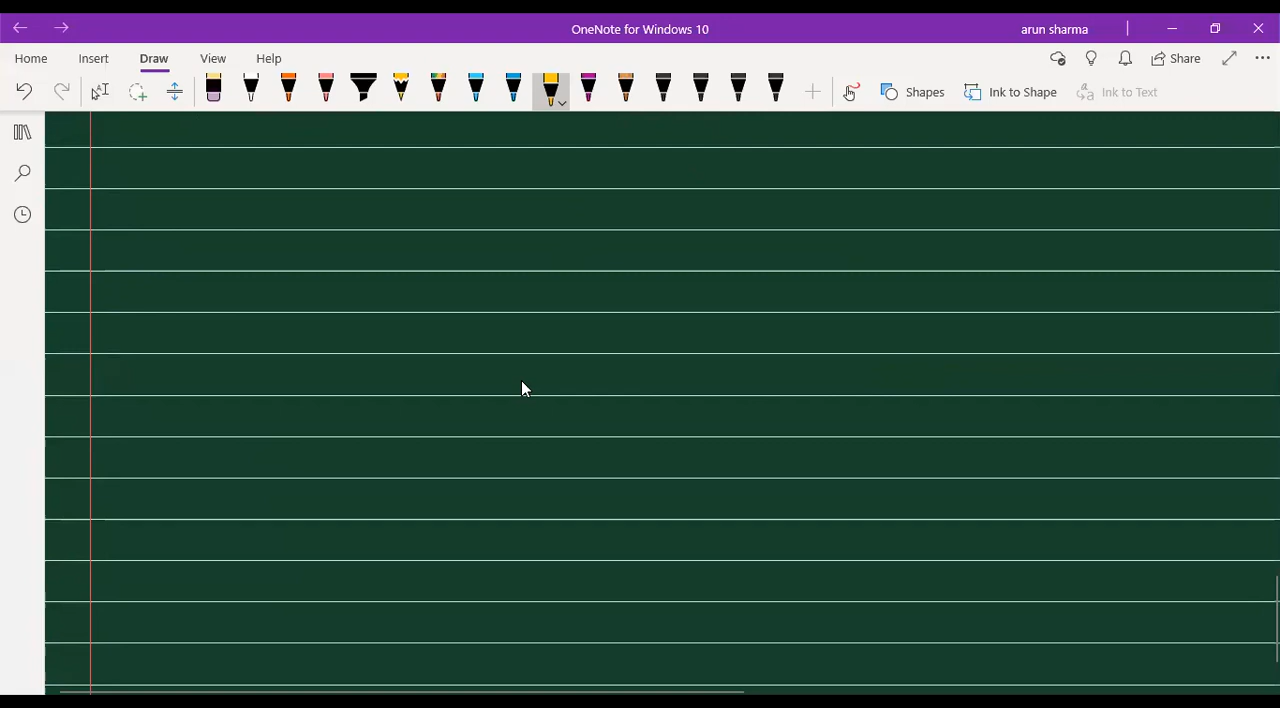 OneNote for Windows 10
arun sharma
Home Insert Draw View Help
Share
Shapes Ink to Shape Ink to Text